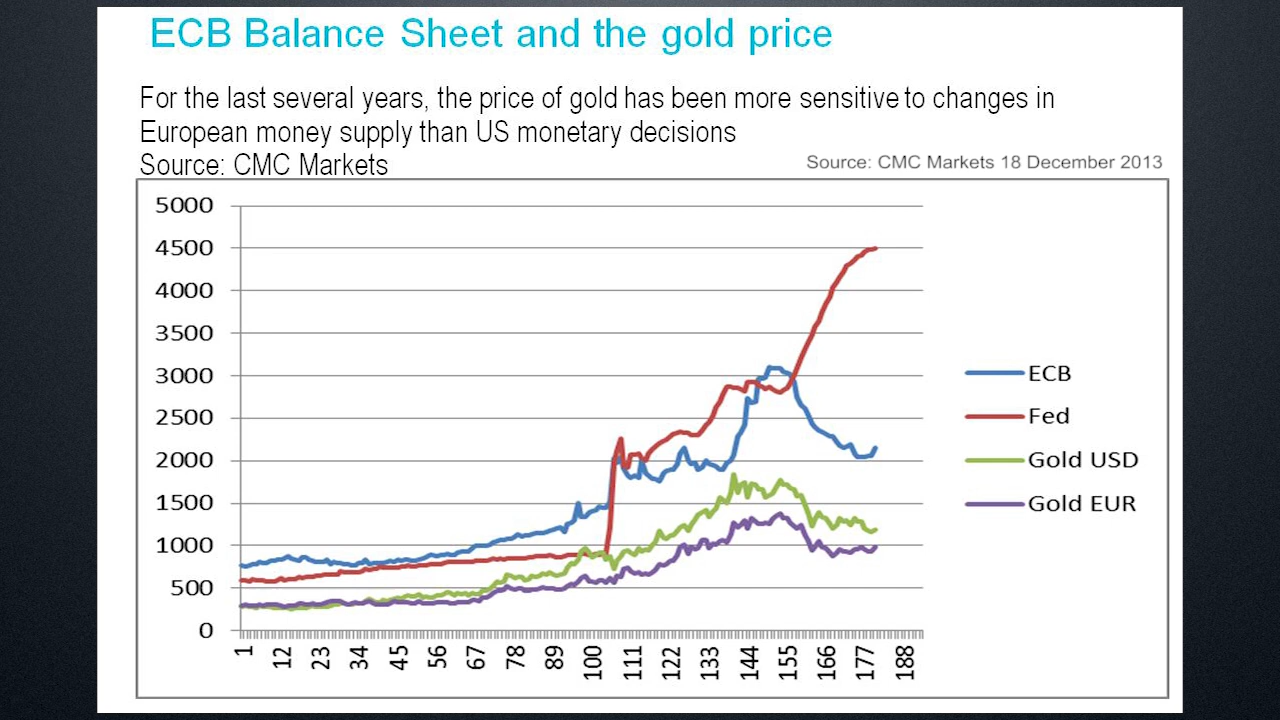 ECB Balance Sheet and the gold price
For the last several years, the price of gold has been more sensitive to changes in
European money supply than US monetary decisions
Source: CMC Markets
Source: CMC Markets 18 December 2013
5000
4500
4000
3500
3000
2500
2000
1500
1000
500
0
1 12 23 34 45 56 67 78 89 100 111 122 133 144 155 166 177 188
ECB
Fed
Gold USD
Gold EUR